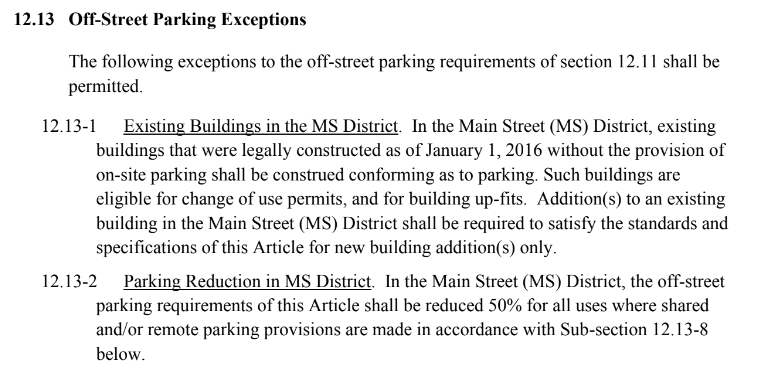 12.13 Off-Street Parking Exceptions
The following exceptions to the off-street parking requirements of section 12.11 shall be
permitted.
12.13-1 Existing Buildings in the MS District. In the Main Street (MS) District, existing
buildings that were legally constructed as of January 1, 2016 without the provision of
on-site parking shall be construed conforming as to parking. Such buildings are
eligible for change of use permits, and for building up-fits. Addition(s) to an existing
building in the Main Street (MS) District shall be required to satisfy the standards and
specifications of this Article for new building addition(s) only.
12.13-2 Parking Reduction in MS District. In the Main Street (MS) District, the off-street
parking requirements of this Article shall be reduced 50% for all uses where shared
and/or remote parking provisions are made in accordance with Sub-section 12.13-8
below.